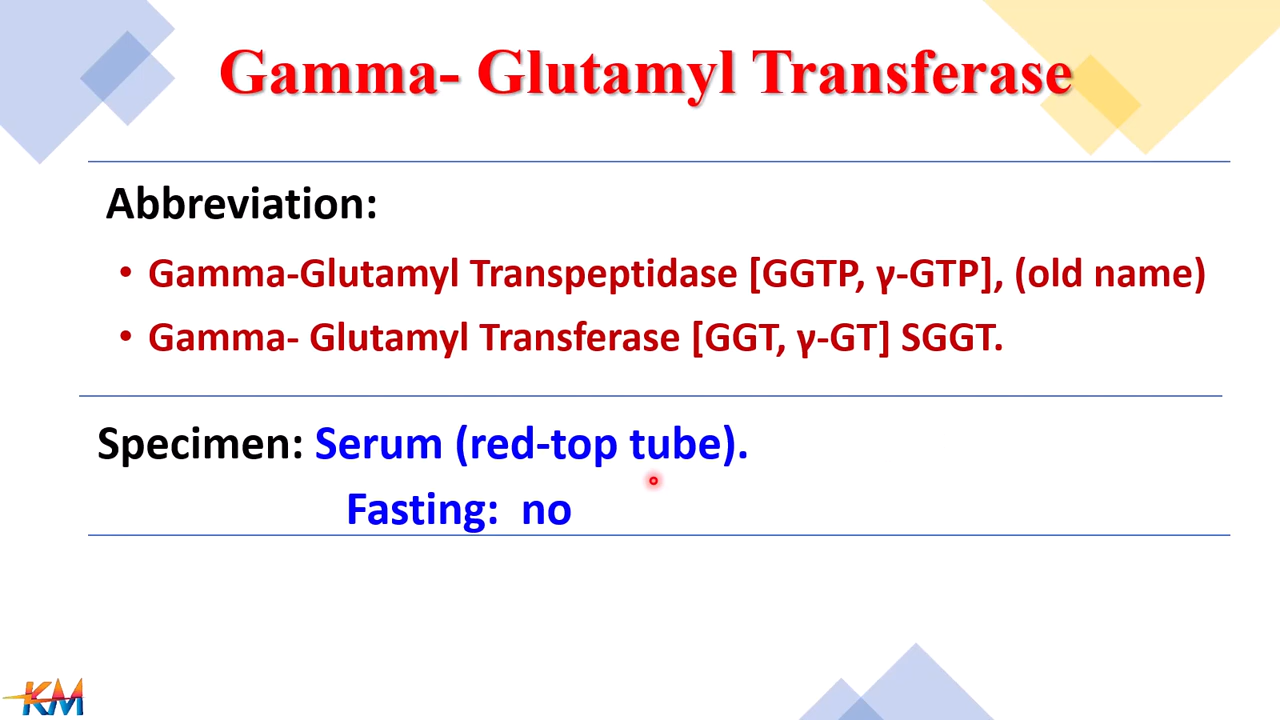 Gamma- Glutamyl Transferase
Abbreviation:
• Gamma-Glutamyl Transpeptidase [GGTP, γ-GTP], (old name)
• Gamma- Glutamyl Transferase [GGT, γ-GT] SGGT.
Specimen: Serum (red-top tube).
Fasting: no
KM